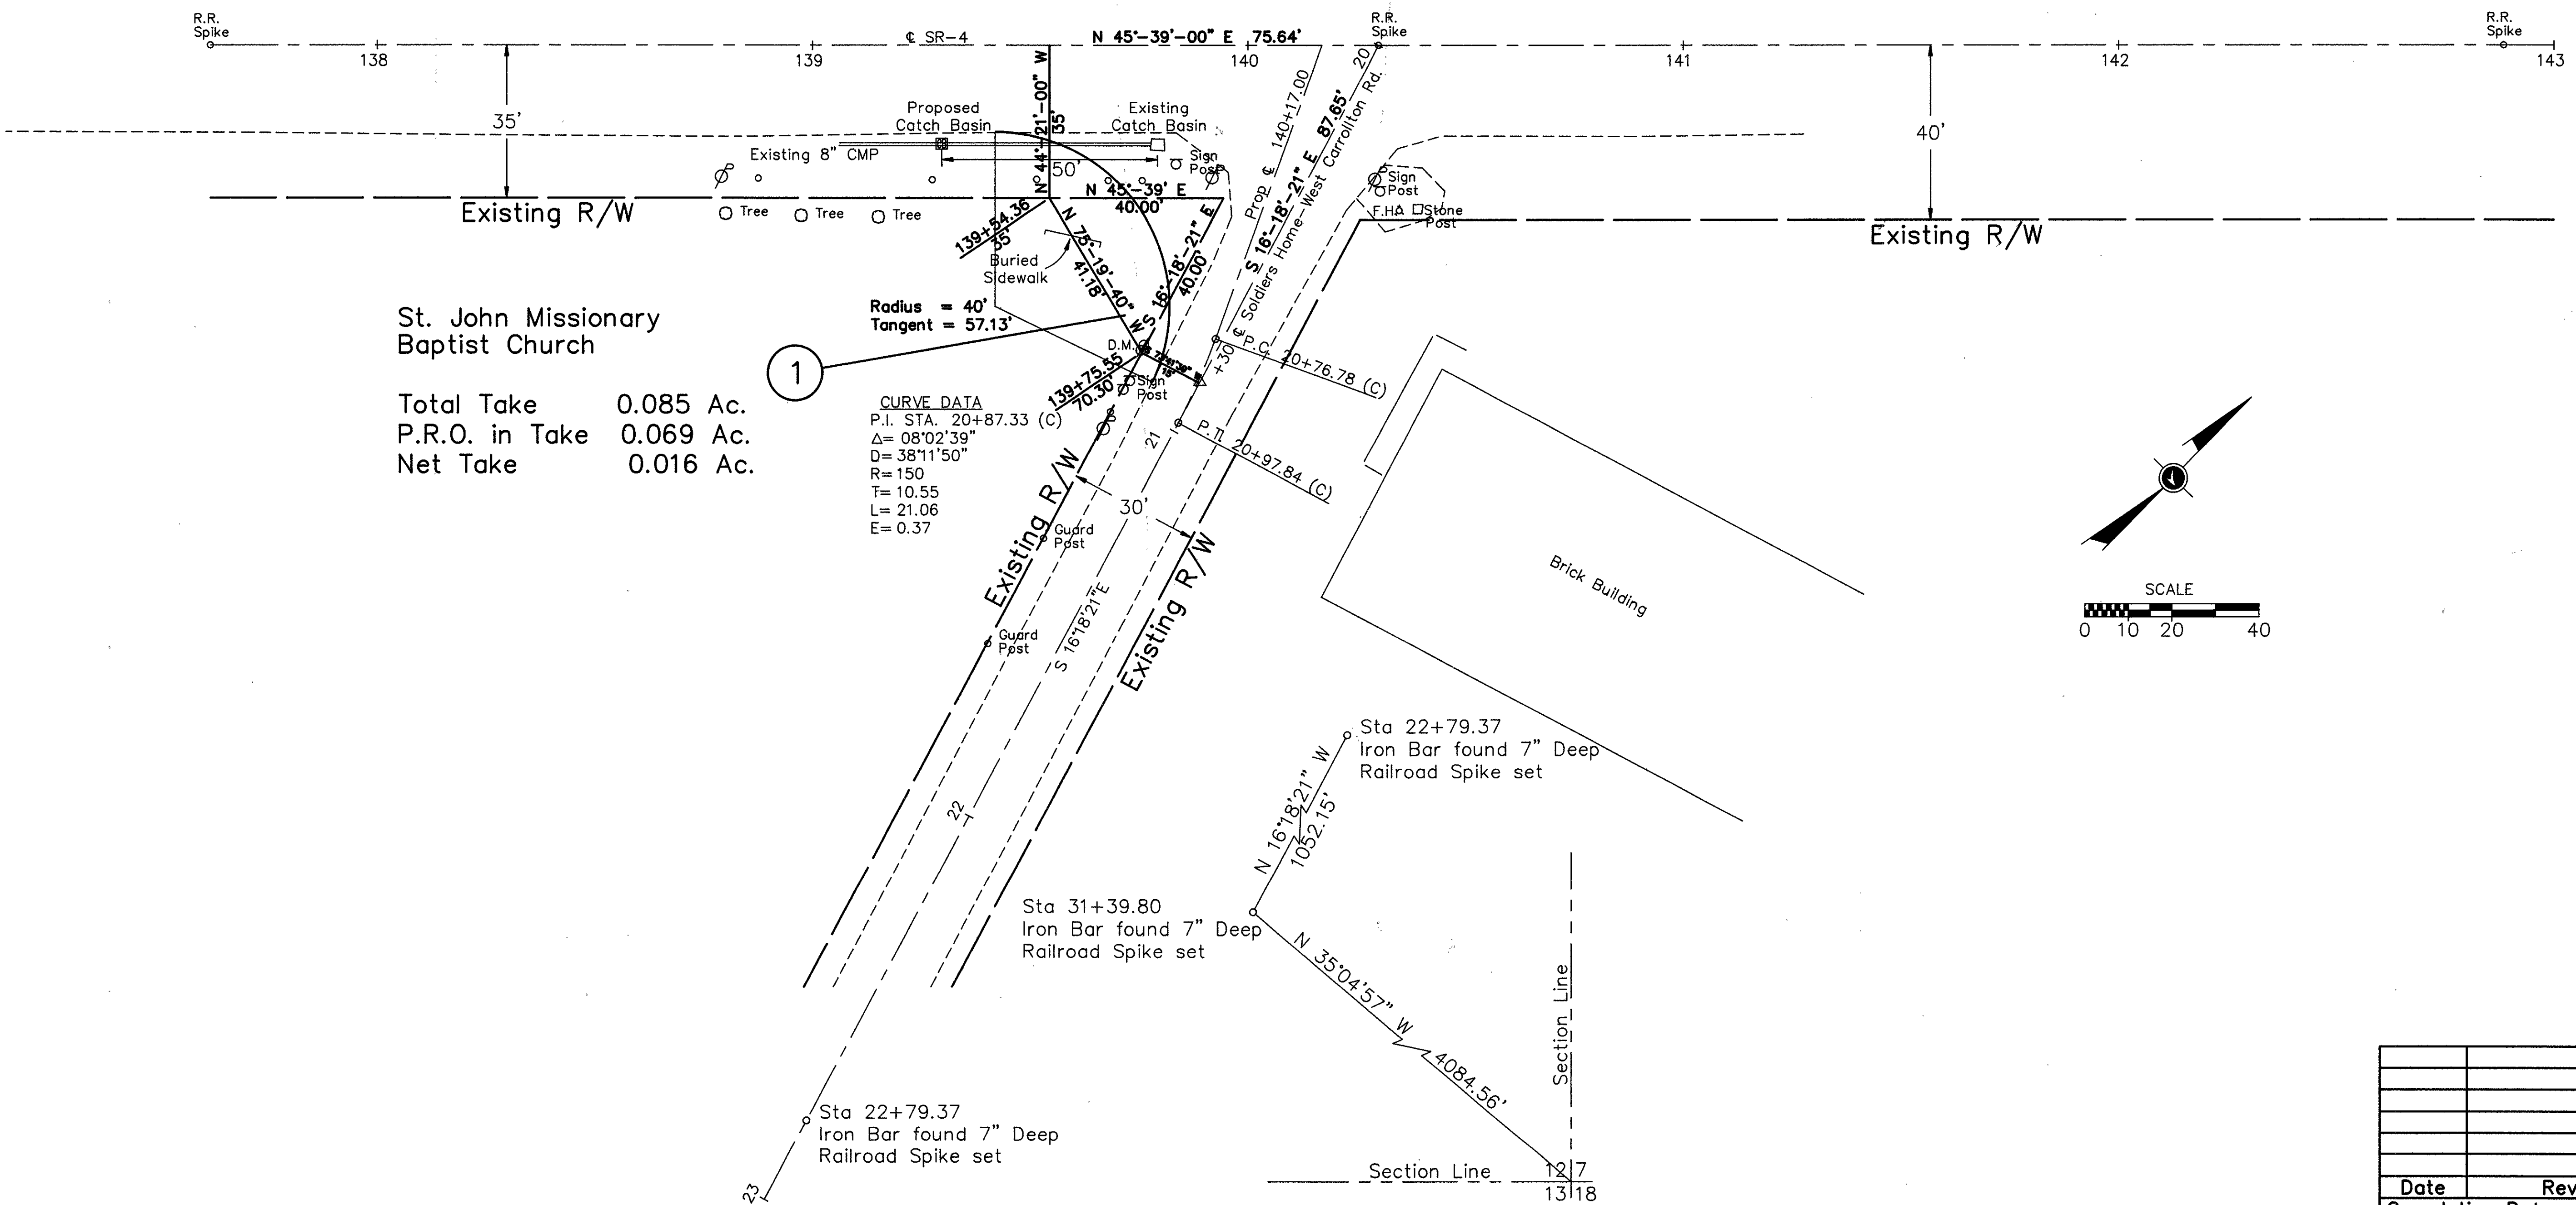 R.R.
Spike
R.R.
Spike
R.R.
Spike
℄ SR-4
N 45°-39'-00" E 75.64'
138
139
140
141
142
143
20
35'
40'
Proposed
Catch Basin
Existing
Catch Basin
Existing 8" CMP
50'
N 44°-21'-00" W
35'
Sign
Post
Prop ℄ 140+17.00
S 16°-18'-21" E 87.65'
℄ Soldiers Home-West Carrollton Rd.
Sign
Post
F.H.
Stone
Post
N 45°-39' E
40.00'
Existing R/W
Tree
Tree
Tree
Existing R/W
139+54.36
35'
Buried
Sidewalk
N 75°-19'-40" W
41.18'
S 16°-18'-21" E
40.00'
Radius = 40'
Tangent = 57.13'
St. John Missionary
Baptist Church
1
Total Take 0.085 Ac.
P.R.O. in Take 0.069 Ac.
Net Take 0.016 Ac.
D.M.
15'
139+75.55
70.30'
Sign
Post
+30
P.C. 20+76.78 (C)
P.T. 20+97.84 (C)
21
CURVE DATA
P.I. STA. 20+87.33 (C)
Δ= 08°02'39"
D= 38°11'50"
R= 150
T= 10.55
L= 21.06
E= 0.37
Existing R/W
30'
Guard
Post
Guard
Post
S 16°18'21"E
Existing R/W
Brick Building
SCALE
0 10 20 40
22
Sta 22+79.37
Iron Bar found 7" Deep
Railroad Spike set
N 16°18'21" W
1052.15'
Sta 31+39.80
Iron Bar found 7" Deep
Railroad Spike set
N 35°04'57" W
4084.56'
Section Line
Sta 22+79.37
Iron Bar found 7" Deep
Railroad Spike set
23
Section Line
12 7
13 18
Date Rev